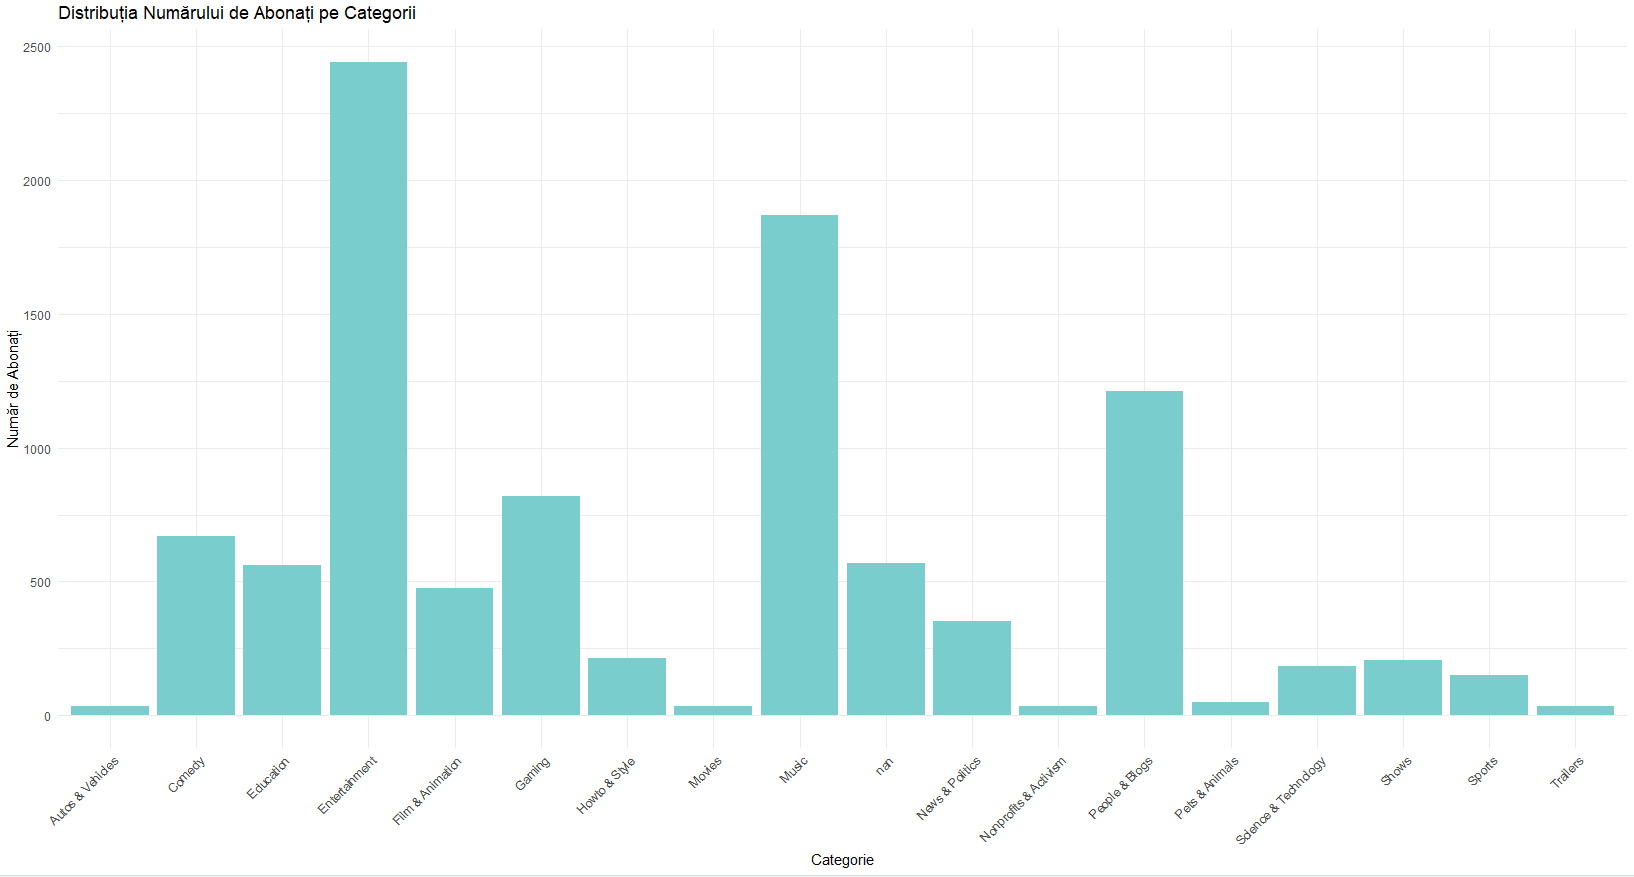 Distribuția Numărului de Abonați pe Categorii
2500
2000
1500
1000
500
0
Număr de Abonați
Autos & Vehicles
Comedy
Education
Entertainment
Film & Animation
Gaming
Howto & Style
Movies
Music
nan
News & Politics
Nonprofits & Activism
People & Blogs
Pets & Animals
Science & Technology
Shows
Sports
Trailers
Categorie